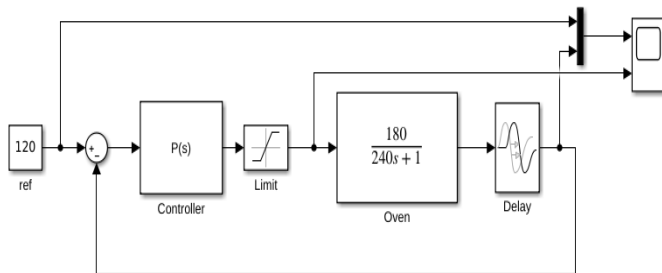 120
ref
+
−
P(s)
Controller
Limit
180
240s + 1
Oven
Delay